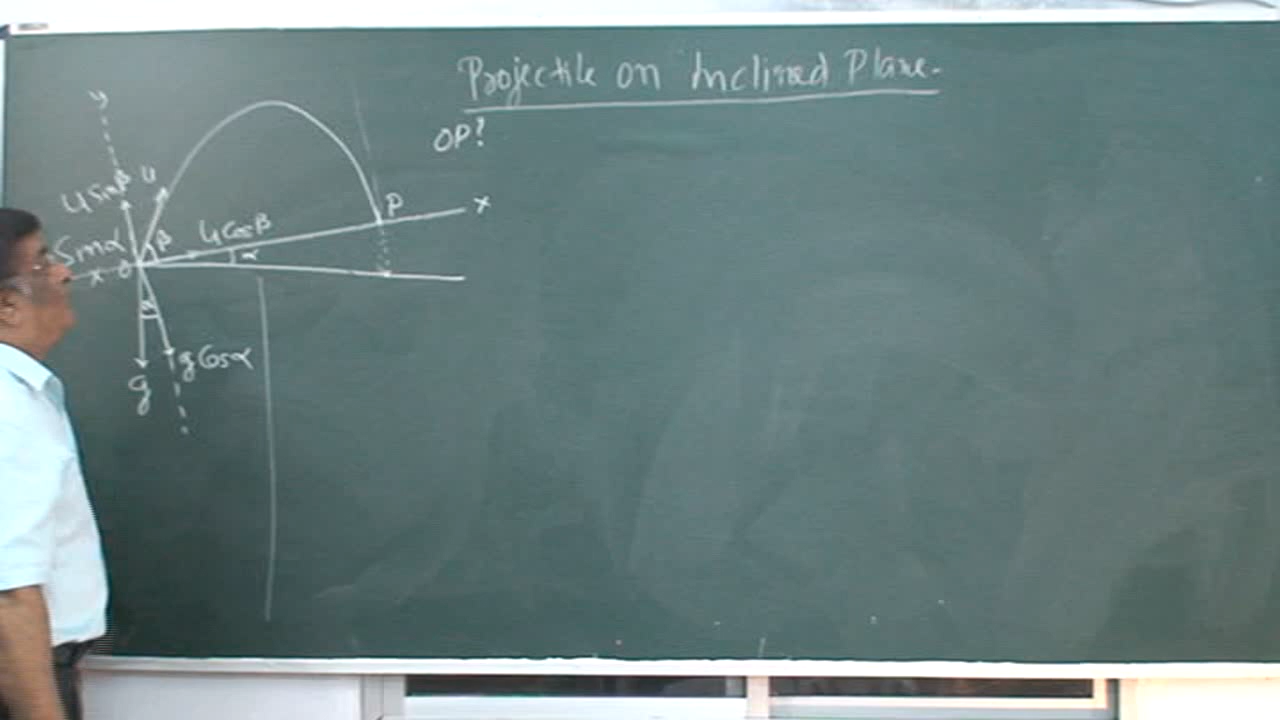 Projectile on Inclined Plane.
OP?
y
u sinβ u
P x
β u cosβ
Sinα
x O α
α
g cosα
g